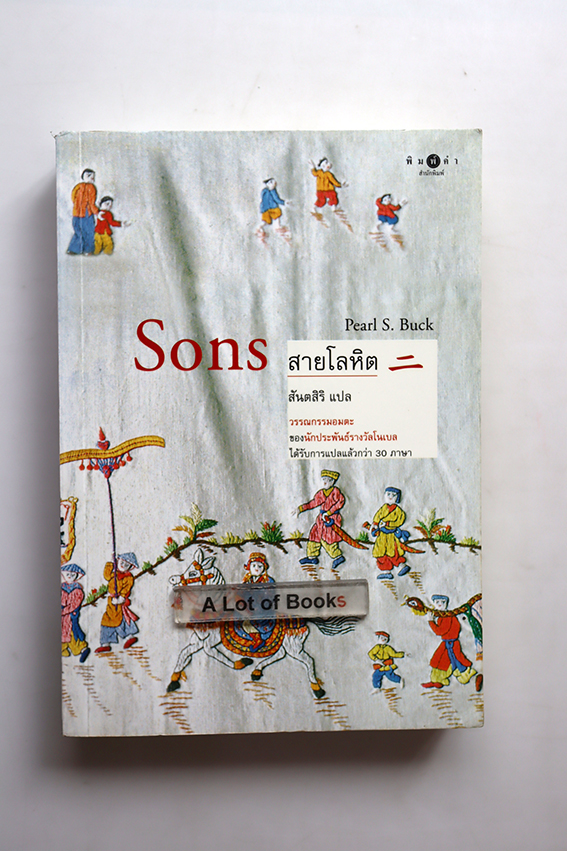 พิมพ์คำ
สำนักพิมพ์
Pearl S. Buck
Sons
สายโลหิต 二
สันตสิริ แปล
วรรณกรรมอมตะ
ของนักประพันธ์รางวัลโนเบล
ได้รับการแปลแล้วกว่า 30 ภาษา
A Lot of Books